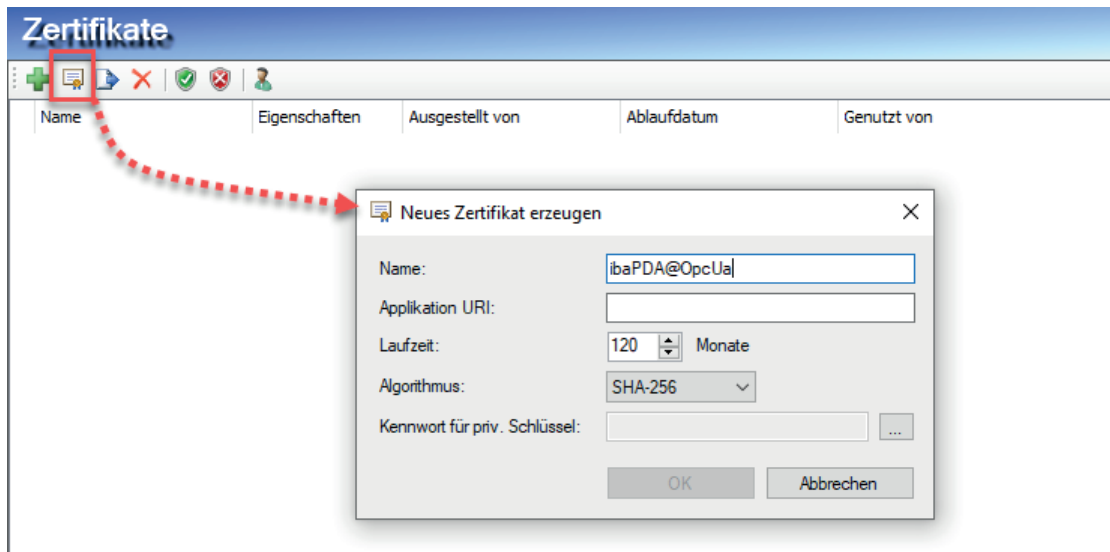 Zertifikate
Name Eigenschaften Ausgestellt von Ablaufdatum Genutzt von
Neues Zertifikat erzeugen
Name: ibaPDA@OpcUa
Applikation URI:
Laufzeit: 120 Monate
Algorithmus: SHA-256
Kennwort für priv. Schlüssel: ...
OK Abbrechen